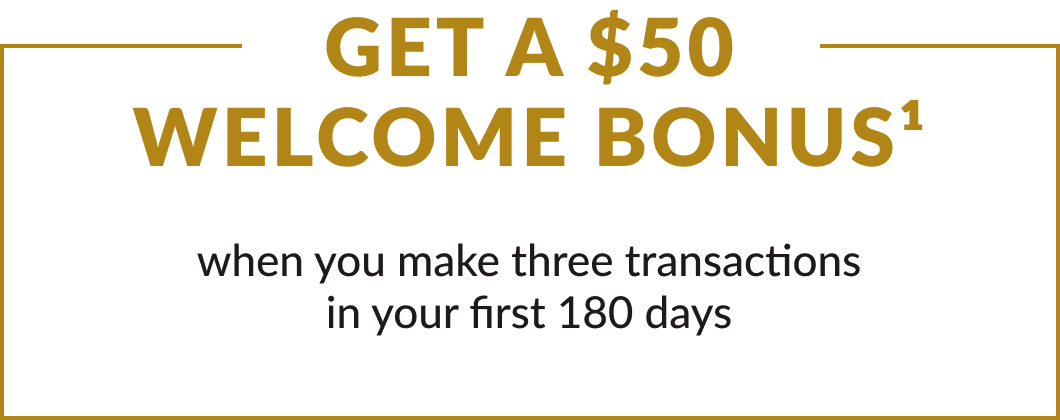 GET A $50
WELCOME BONUS¹
when you make three transactions
in your first 180 days